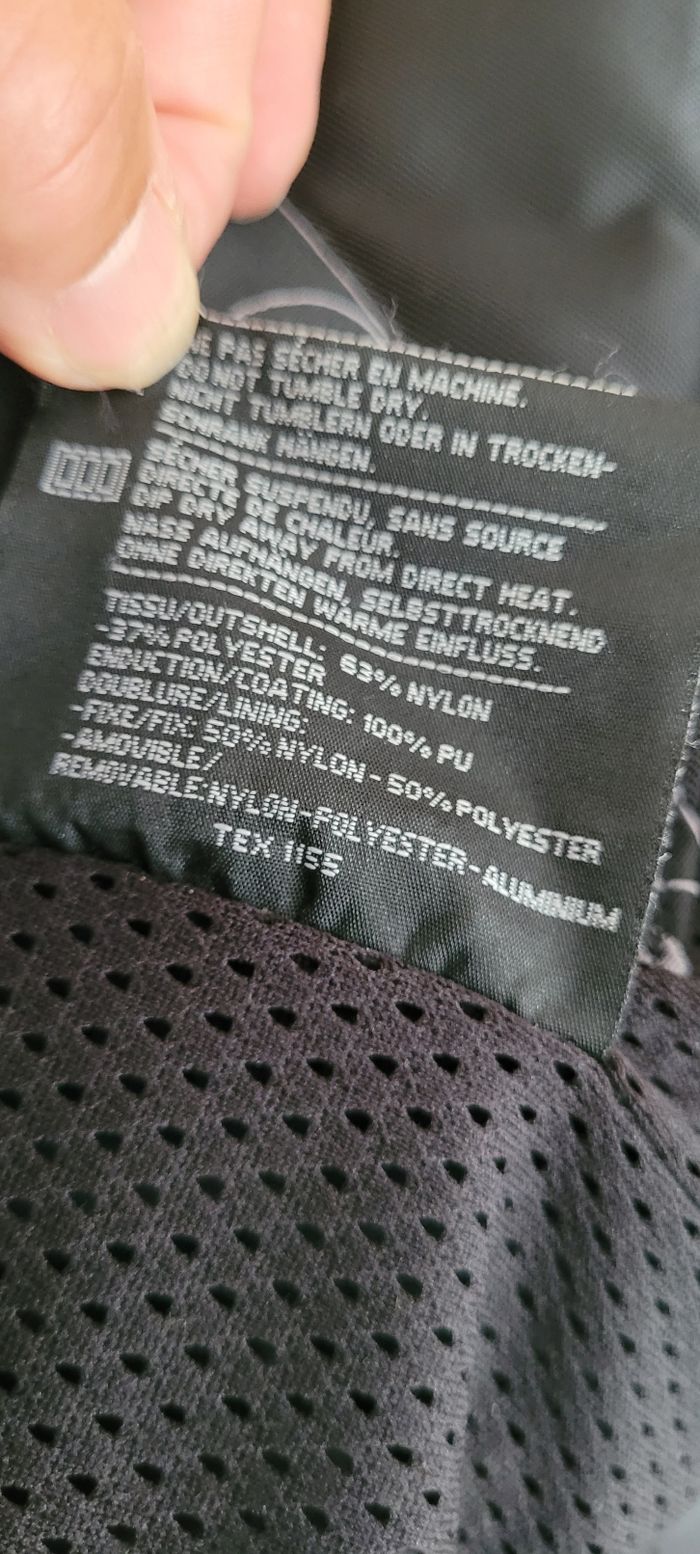 NE PAS SÉCHER EN MACHINE.
DO NOT TUMBLE DRY.
NICHT TUMBLERN ODER IN TROCKEN-
SCHRANK HÄNGEN.
SÉCHER SUSPENDU, SANS SOURCE
DIRECTS DE CHALEUR.
DIP DRY AWAY FROM DIRECT HEAT.
NASS AUFHÄNGEN, SELBSTTROCKNEND
OHNE DIREKTEN WÄRME EINFLUSS.
TISSU/OUTSHELL: 63% NYLON
-37% POLYESTER
ENDUCTION/COATING: 100% PU
DOUBLURE/LINING:
-FIXE/FIX: 50% NYLON - 50% POLYESTER
-AMOVIBLE/
REMOVABLE:NYLON-POLYESTER-ALUMINIUM
TEX 1155